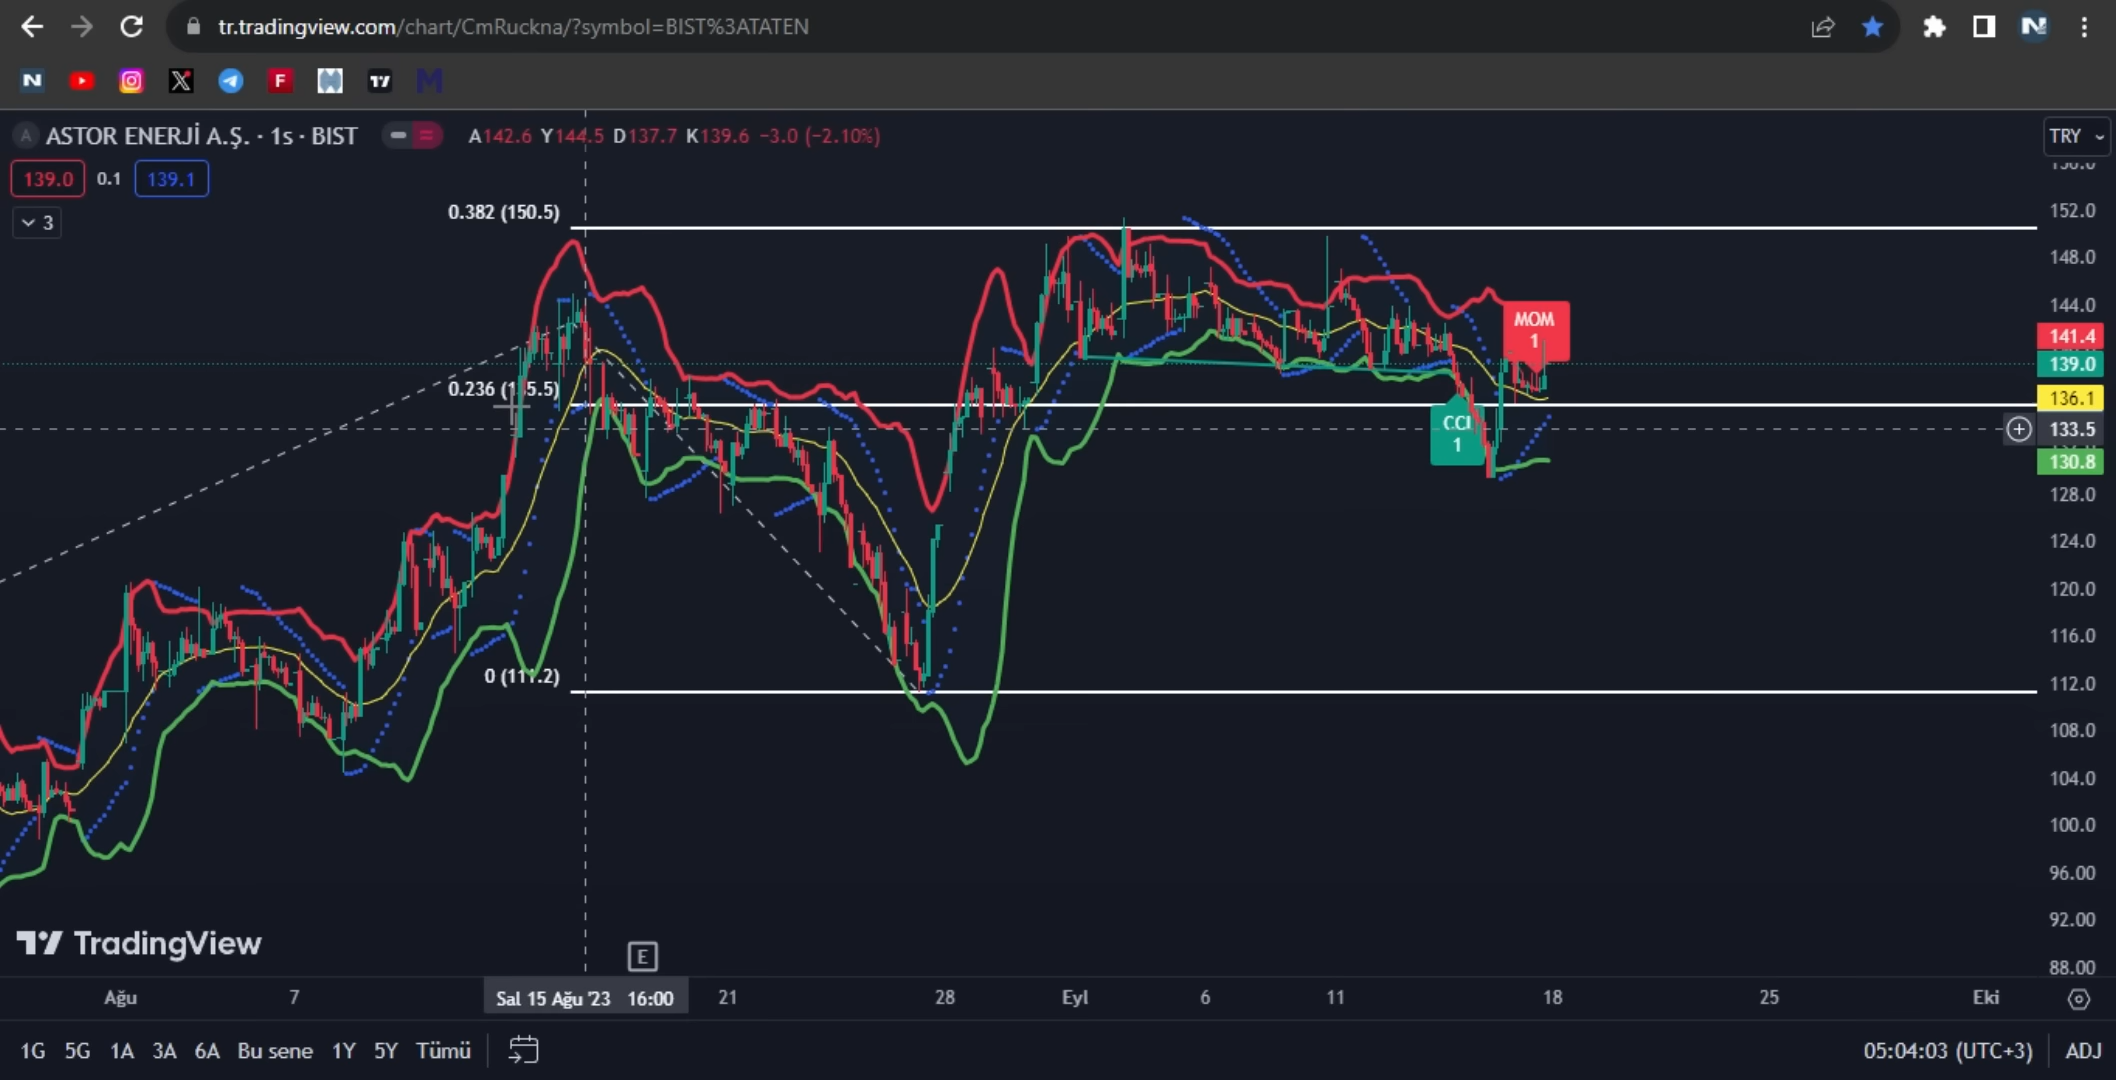 tr.tradingview.com/chart/CmRuckna/?symbol=BIST%3ATATEN
ASTOR ENERJİ A.Ş. · 1s · BIST
A142.6 Y144.5 D137.7 K139.6 −3.0 (−2.10%)
TRY
139.0 0.1 139.1
3
0.382 (150.5)
0.236 (135.5)
0 (111.2)
MOM
1
CCI
1
152.0
148.0
144.0
141.4
139.0
136.1
133.5
130.8
128.0
124.0
120.0
116.0
112.0
108.0
104.0
100.0
96.00
92.00
88.00
TradingView
E
Ağu 7 Sal 15 Ağu '23 16:00 21 28 Eyl 6 11 18 25 Eki
1G 5G 1A 3A 6A Bu sene 1Y 5Y Tümü
05:04:03 (UTC+3) ADJ